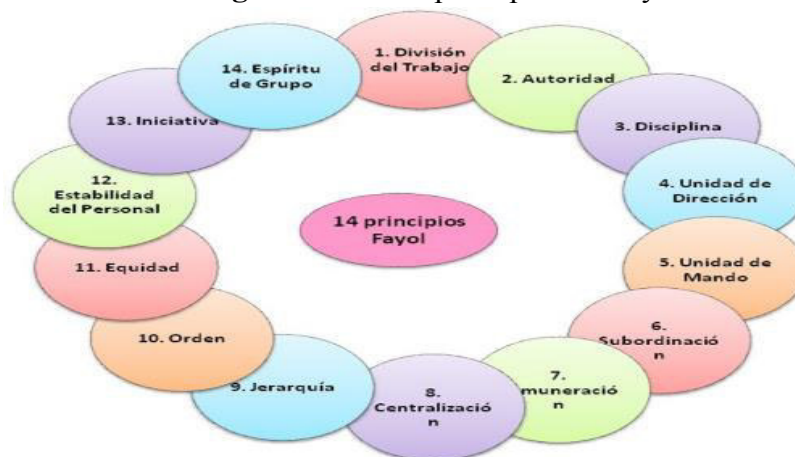 1. División
del Trabajo
2. Autoridad
3. Disciplina
4. Unidad de
Dirección
5. Unidad de
Mando
6.
Subordinació
n
7.
muneració
n
8.
Centralizació
n
9. Jerarquía
10. Orden
11. Equidad
12.
Estabilidad
del Personal
13. Iniciativa
14. Espíritu
de Grupo
14 principios
Fayol